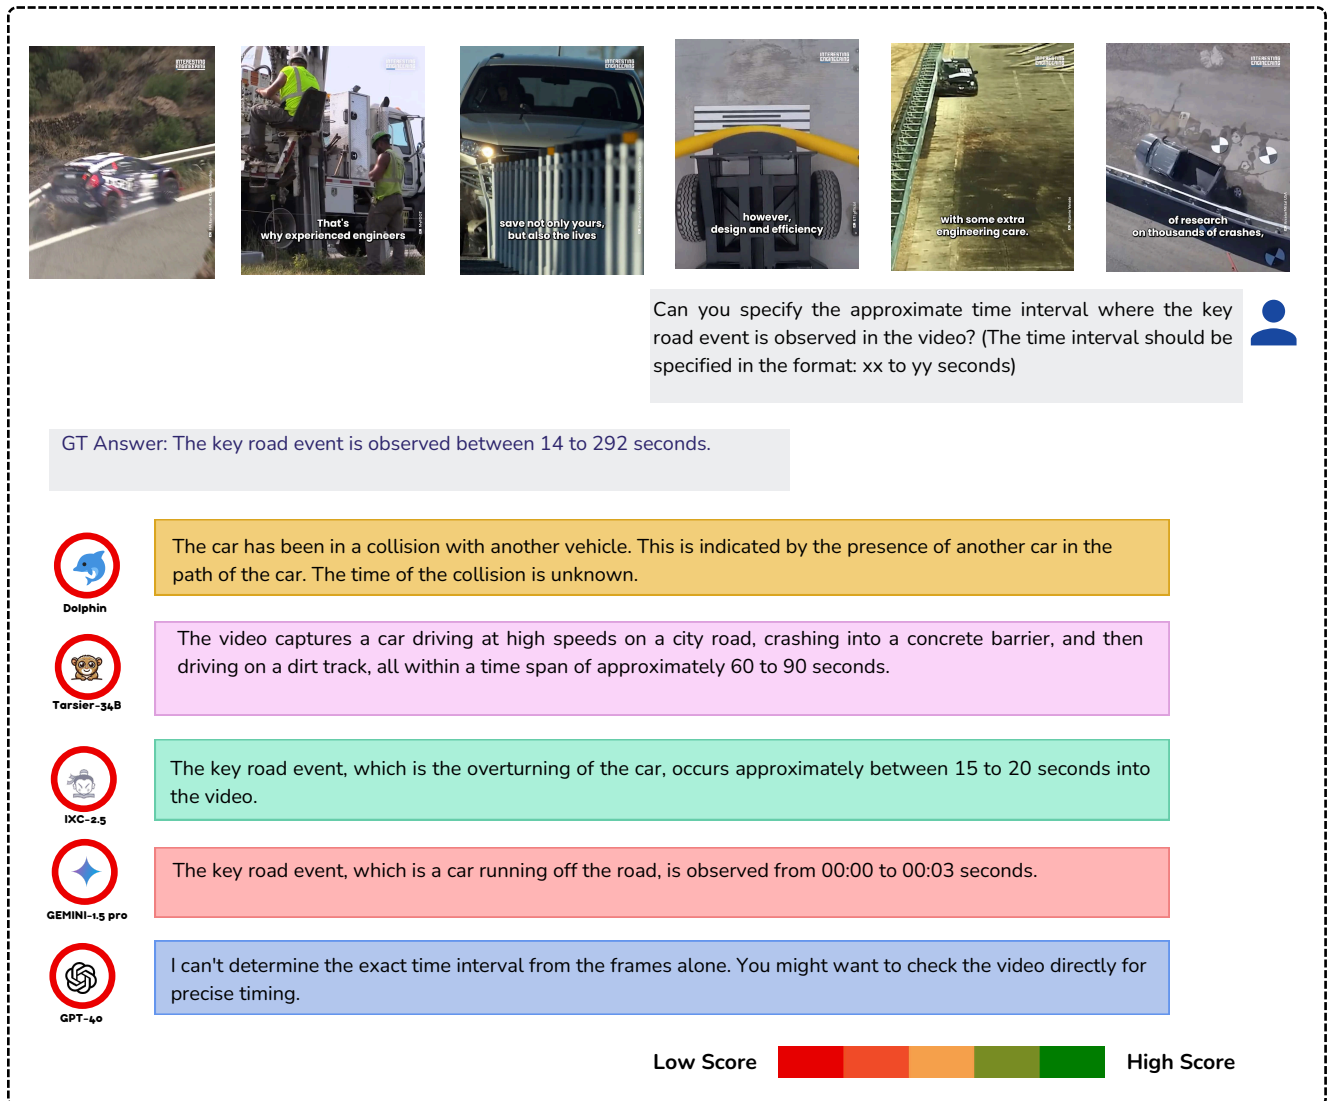 INTERESTING ENGINEERING
INTERESTING ENGINEERING
INTERESTING ENGINEERING
INTERESTING ENGINEERING
INTERESTING ENGINEERING
That's
why experienced engineers
save not only yours,
but also the lives
however,
design and efficiency
with some extra
engineering care.
of research
on thousands of crashes,
Can you specify the approximate time interval where the key
road event is observed in the video? (The time interval should be
specified in the format: xx to yy seconds)
GT Answer: The key road event is observed between 14 to 292 seconds.
The car has been in a collision with another vehicle. This is indicated by the presence of another car in the
path of the car. The time of the collision is unknown.
Dolphin
The video captures a car driving at high speeds on a city road, crashing into a concrete barrier, and then
driving on a dirt track, all within a time span of approximately 60 to 90 seconds.
Tarsier-34B
The key road event, which is the overturning of the car, occurs approximately between 15 to 20 seconds into
the video.
IXC-2.5
The key road event, which is a car running off the road, is observed from 00:00 to 00:03 seconds.
GEMINI-1.5 pro
I can't determine the exact time interval from the frames alone. You might want to check the video directly for
precise timing.
GPT-4o
Low Score
High Score